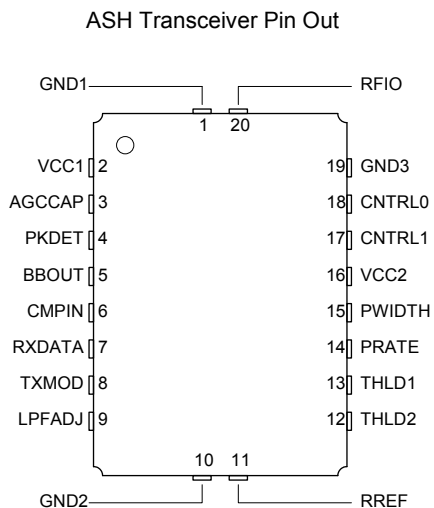 ASH Transceiver Pin Out
GND1 RFIO
1 20
VCC1 2 19 GND3
AGCCAP 3 18 CNTRL0
PKDET 4 17 CNTRL1
BBOUT 5 16 VCC2
CMPIN 6 15 PWIDTH
RXDATA 7 14 PRATE
TXMOD 8 13 THLD1
LPFADJ 9 12 THLD2
10 11
GND2 RREF